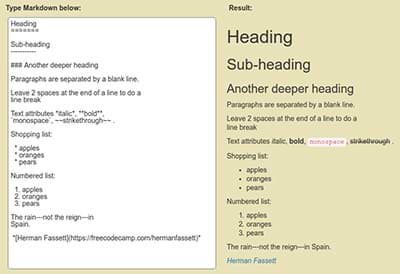 Type Markdown below:
Heading
=======
Sub-heading
-----------
### Another deeper heading
Paragraphs are separated by a blank line.
Leave 2 spaces at the end of a line to do a
line break
Text attributes *italic*, **bold**,
`monospace`, ~~strikethrough~~ .
Shopping list:
* apples
* oranges
* pears
Numbered list:
1. apples
2. oranges
3. pears
The rain---not the reign---in
Spain.
*[Herman Fassett](https://freecodecamp.com/hermanfassett)*
Result:
Heading
Sub-heading
Another deeper heading
Paragraphs are separated by a blank line.
Leave 2 spaces at the end of a line to do a
line break
Text attributes italic, bold, monospace, strikethrough .
Shopping list:
• apples
• oranges
• pears
Numbered list:
1. apples
2. oranges
3. pears
The rain—not the reign—in Spain.
Herman Fassett